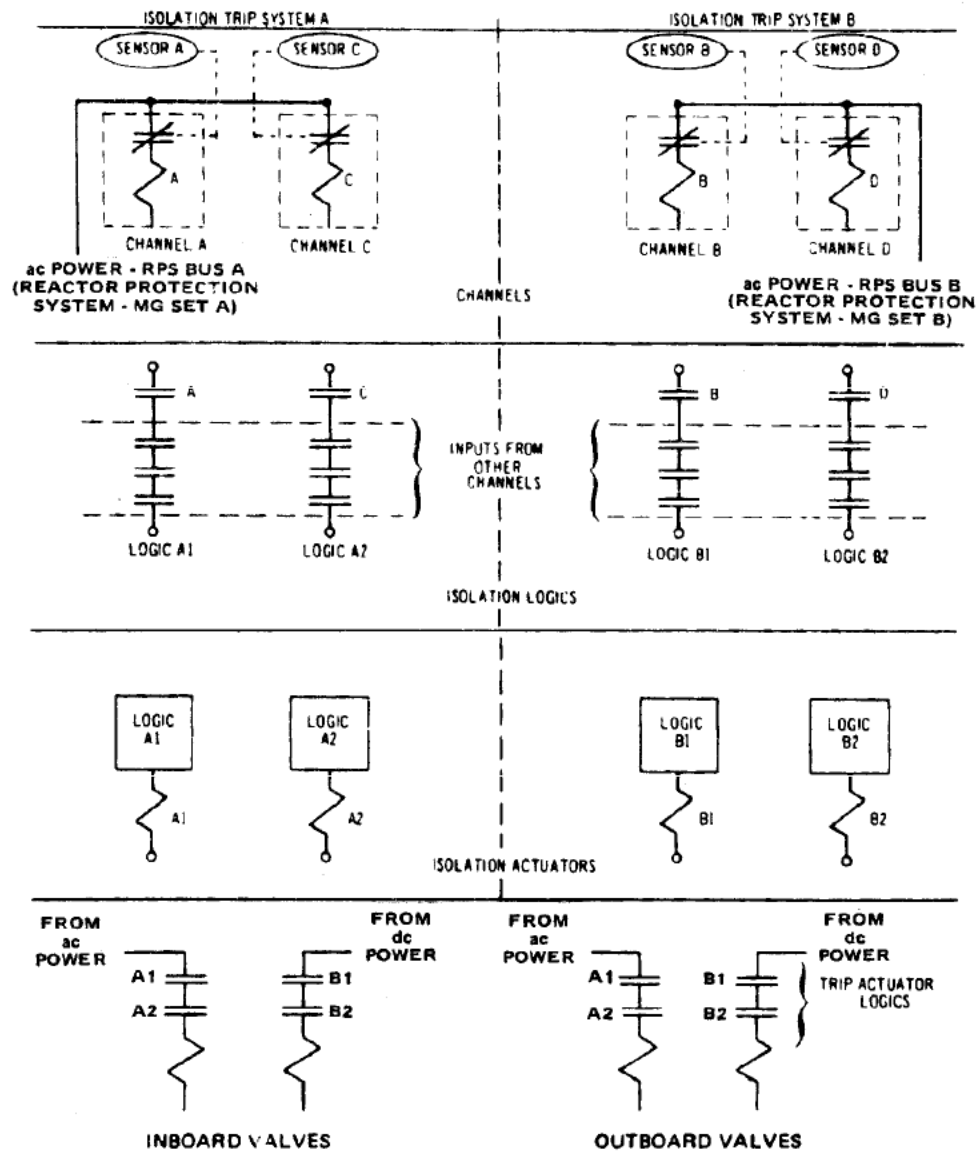 ISOLATION TRIP SYSTEM A
ISOLATION TRIP SYSTEM B
SENSOR A
SENSOR C
SENSOR B
SENSOR D
A
C
B
D
CHANNEL A
CHANNEL C
CHANNEL B
CHANNEL D
ac POWER - RPS BUS A
(REACTOR PROTECTION
SYSTEM - MG SET A)
CHANNELS
ac POWER - RPS BUS B
(REACTOR PROTECTION
SYSTEM - MG SET B)
A
C
B
D
INPUTS FROM
OTHER
CHANNELS
LOGIC A1
LOGIC A2
LOGIC B1
LOGIC B2
ISOLATION LOGICS
LOGIC
A1
LOGIC
A2
LOGIC
B1
LOGIC
B2
A1
A2
B1
B2
ISOLATION ACTUATORS
FROM
ac
POWER
FROM
dc
POWER
FROM
ac
POWER
FROM
dc
POWER
A1
B1
A1
B1
A2
B2
A2
B2
TRIP ACTUATOR
LOGICS
INBOARD VALVES
OUTBOARD VALVES